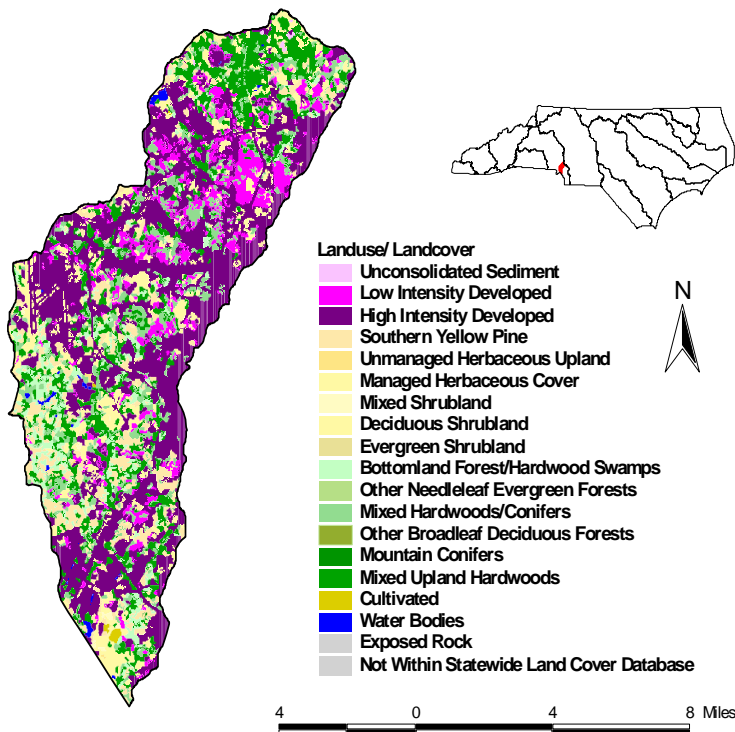 Landuse/ Landcover
Unconsolidated Sediment
Low Intensity Developed
High Intensity Developed
Southern Yellow Pine
Unmanaged Herbaceous Upland
Managed Herbaceous Cover
Mixed Shrubland
Deciduous Shrubland
Evergreen Shrubland
Bottomland Forest/Hardwood Swamps
Other Needleleaf Evergreen Forests
Mixed Hardwoods/Conifers
Other Broadleaf Deciduous Forests
Mountain Conifers
Mixed Upland Hardwoods
Cultivated
Water Bodies
Exposed Rock
Not Within Statewide Land Cover Database
N
4 0 4 8 Miles